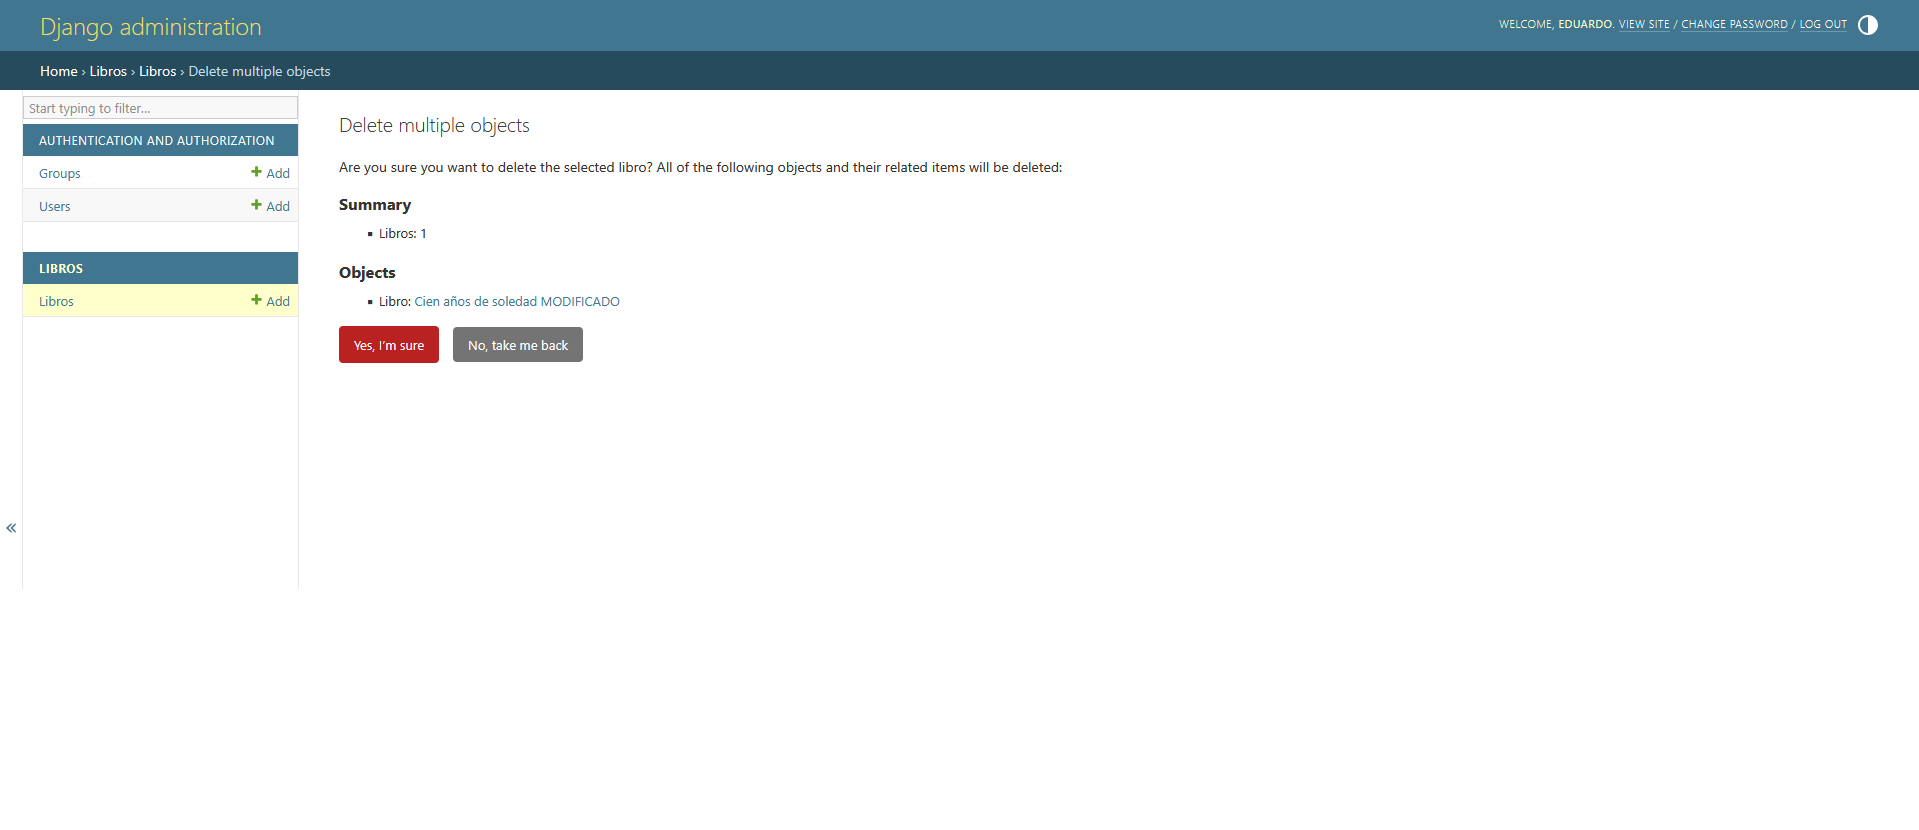 Django administration
WELCOME, EDUARDO. VIEW SITE / CHANGE PASSWORD / LOG OUT
Home › Libros › Libros › Delete multiple objects
Start typing to filter...
AUTHENTICATION AND AUTHORIZATION
Groups Add
Users Add
LIBROS
Libros Add
«
Delete multiple objects
Are you sure you want to delete the selected libro? All of the following objects and their related items will be deleted:
Summary
Libros: 1
Objects
Libro: Cien años de soledad MODIFICADO
Yes, I’m sure
No, take me back